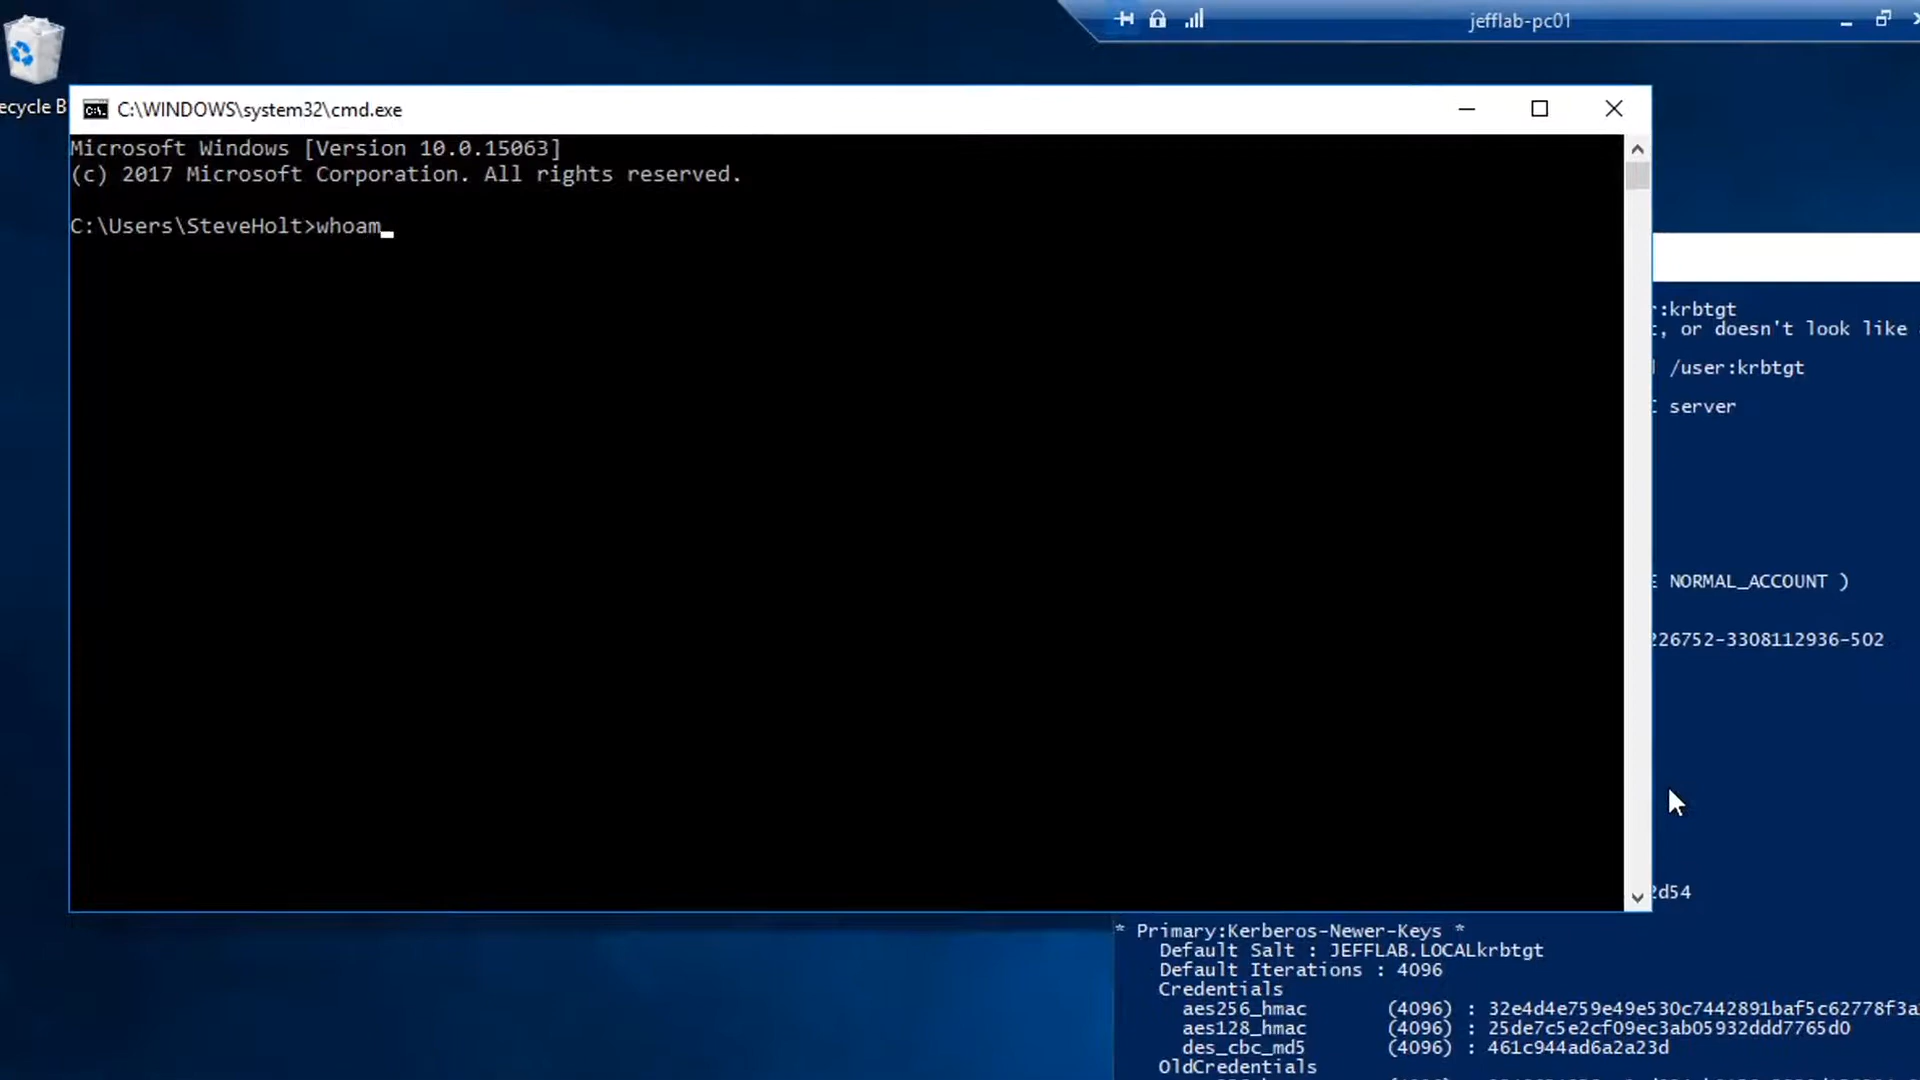 jefflab-pc01
ecycle B
C:\WINDOWS\system32\cmd.exe
Microsoft Windows [Version 10.0.15063]
(c) 2017 Microsoft Corporation. All rights reserved.
C:\Users\SteveHolt>whoam
r:krbtgt
, or doesn't look like
/user:krbtgt
server
NORMAL_ACCOUNT )
226752-3308112936-502
2d54
* Primary:Kerberos-Newer-Keys *
Default Salt : JEFFLAB.LOCALkrbtgt
Default Iterations : 4096
Credentials
aes256_hmac (4096) : 32e4d4e759e49e530c7442891baf5c62778f3a
aes128_hmac (4096) : 25de7c5e2cf09ec3ab05932ddd7765d0
des_cbc_md5 (4096) : 461c944ad6a2a23d
OldCredentials